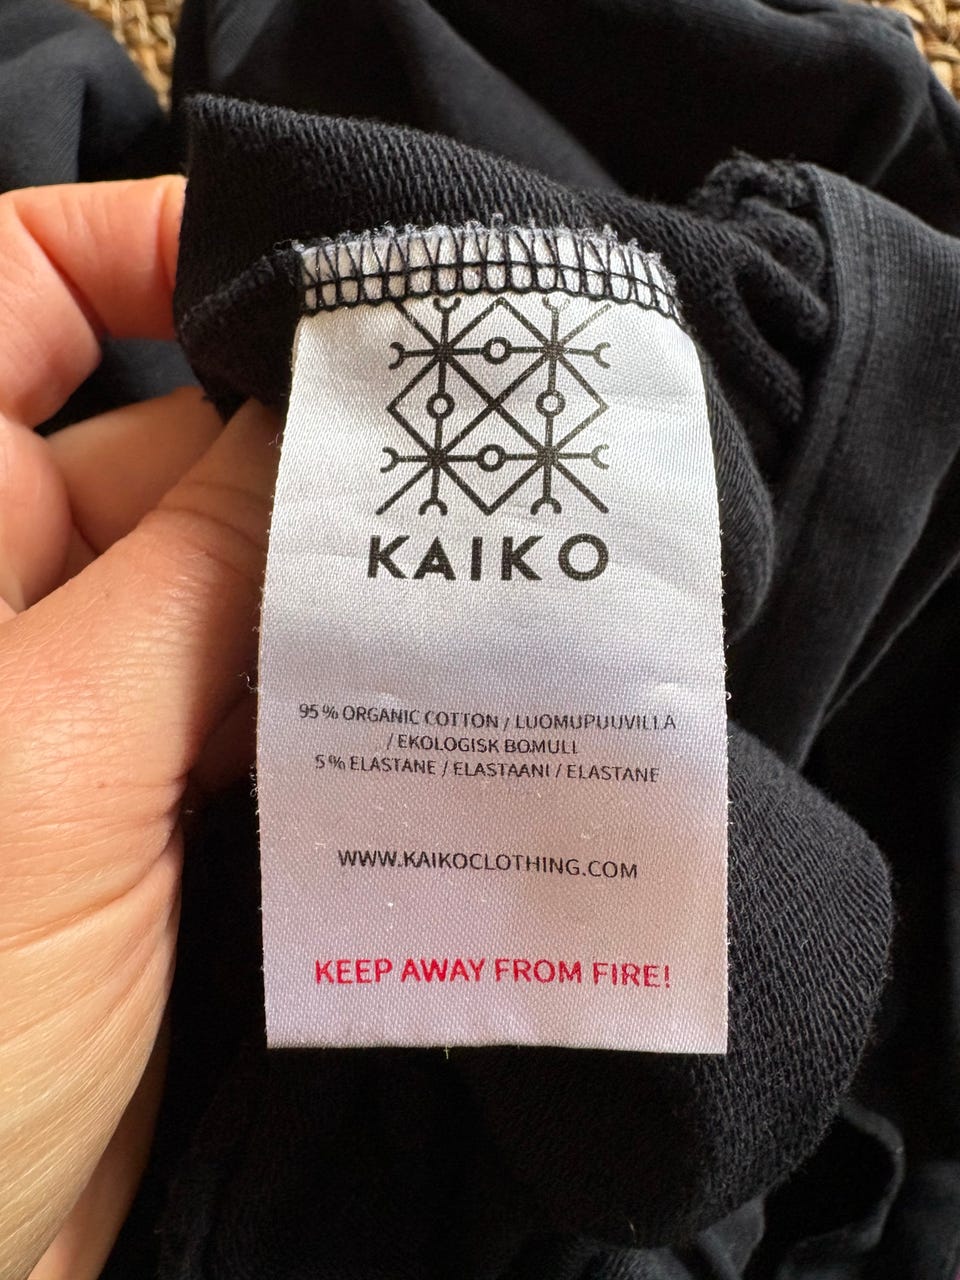 KAIKO
95 % ORGANIC COTTON / LUOMUPUUVILLA
/ EKOLOGISK BOMULL
5 % ELASTANE / ELASTAANI / ELASTANE
WWW.KAIKOCLOTHING.COM
KEEP AWAY FROM FIRE!